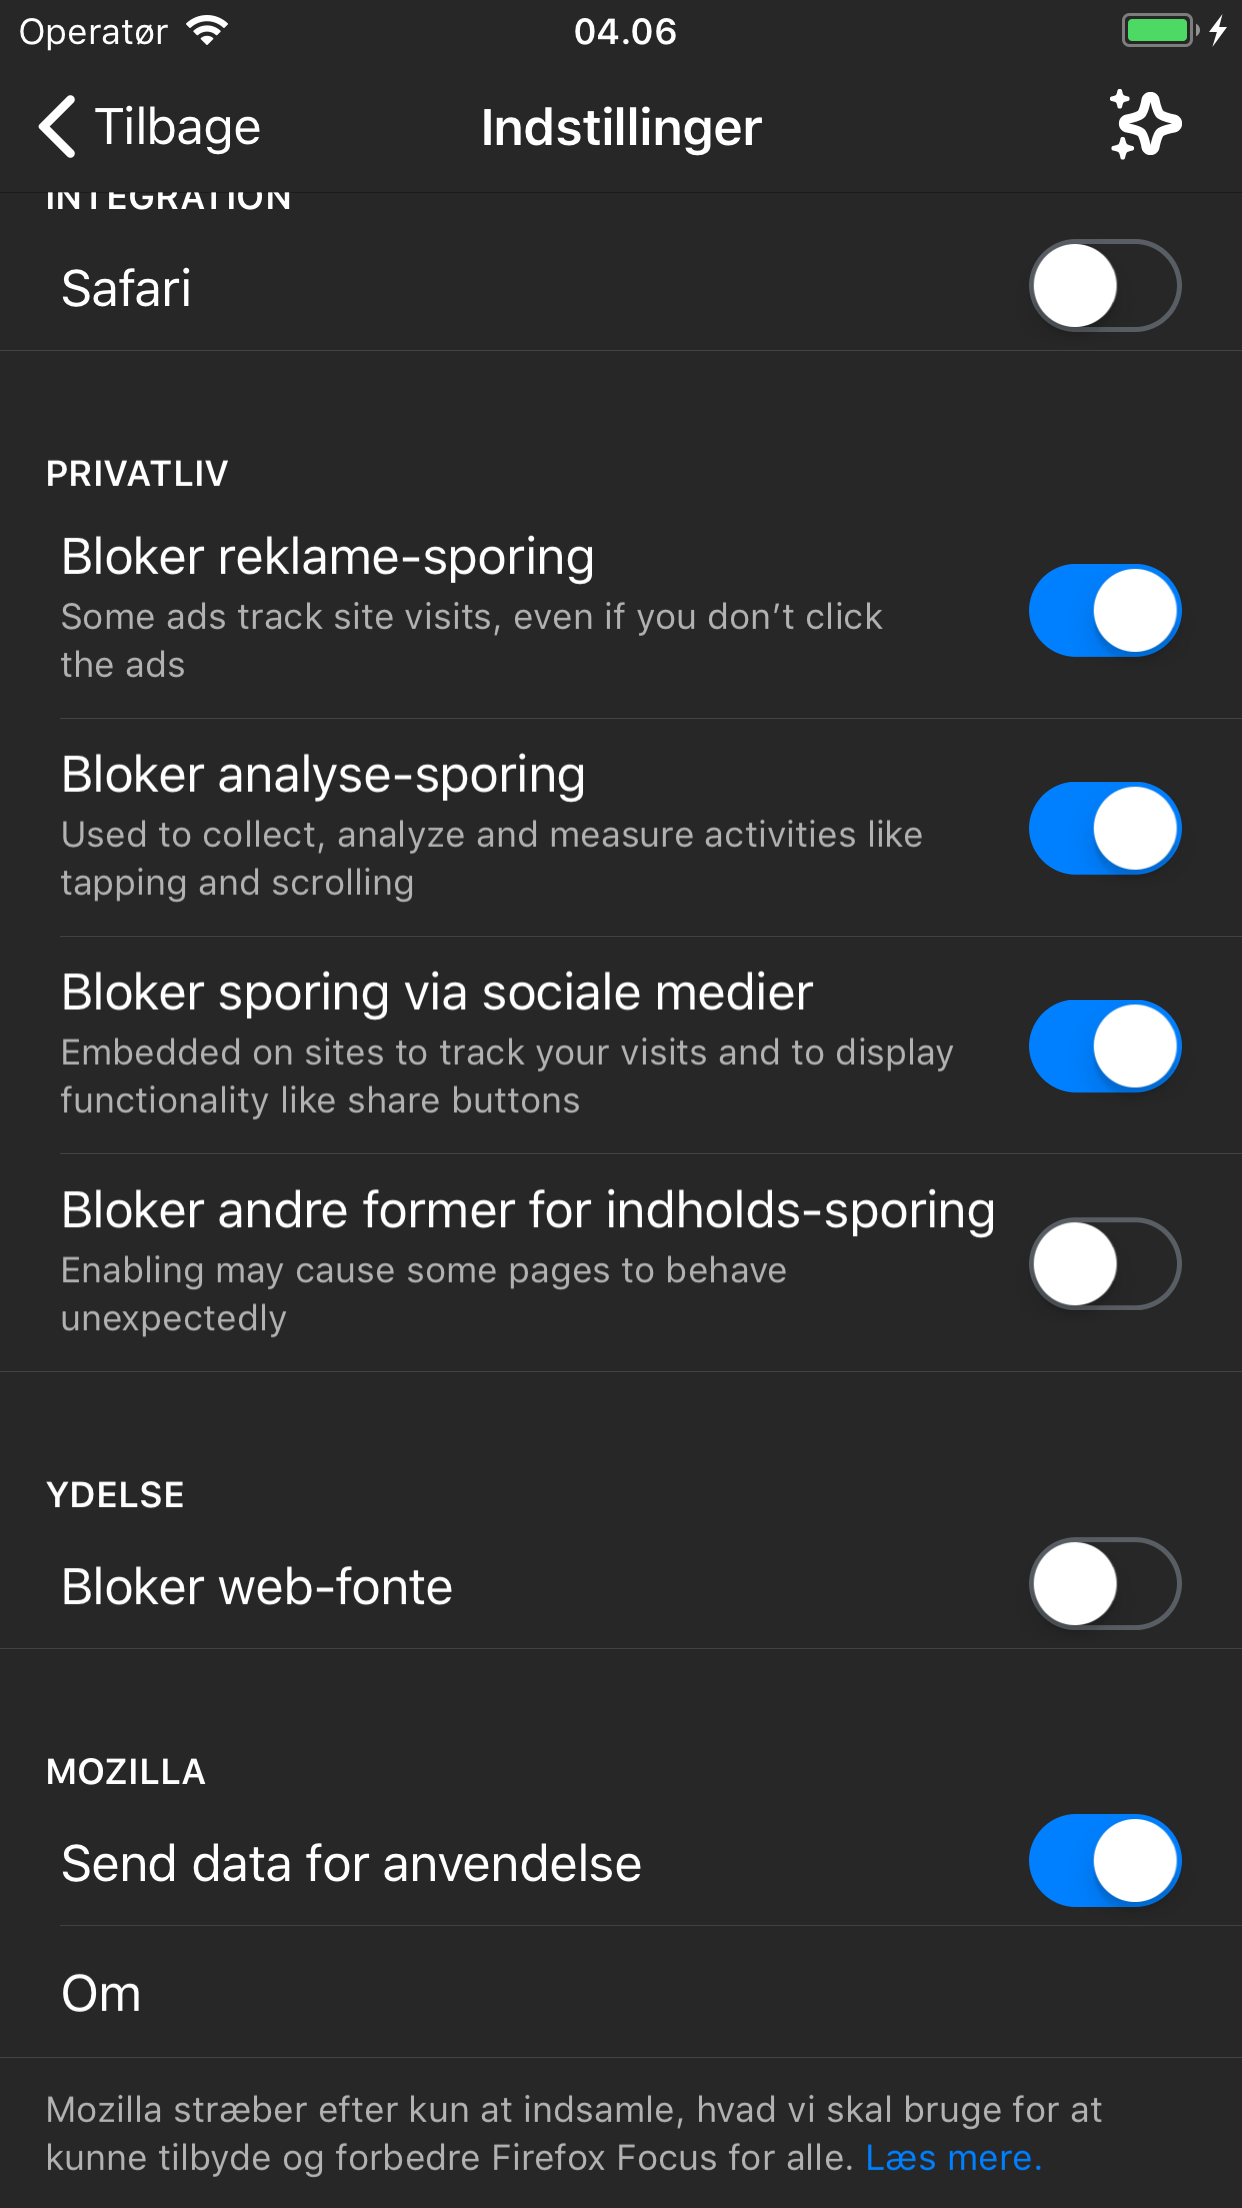 Operatør
04.06
Tilbage
Indstillinger
INTEGRATION
Safari
PRIVATLIV
Bloker reklame-sporing
Some ads track site visits, even if you don’t click
the ads
Bloker analyse-sporing
Used to collect, analyze and measure activities like
tapping and scrolling
Bloker sporing via sociale medier
Embedded on sites to track your visits and to display
functionality like share buttons
Bloker andre former for indholds-sporing
Enabling may cause some pages to behave
unexpectedly
YDELSE
Bloker web-fonte
MOZILLA
Send data for anvendelse
Om
Mozilla stræber efter kun at indsamle, hvad vi skal bruge for at
kunne tilbyde og forbedre Firefox Focus for alle. Læs mere.